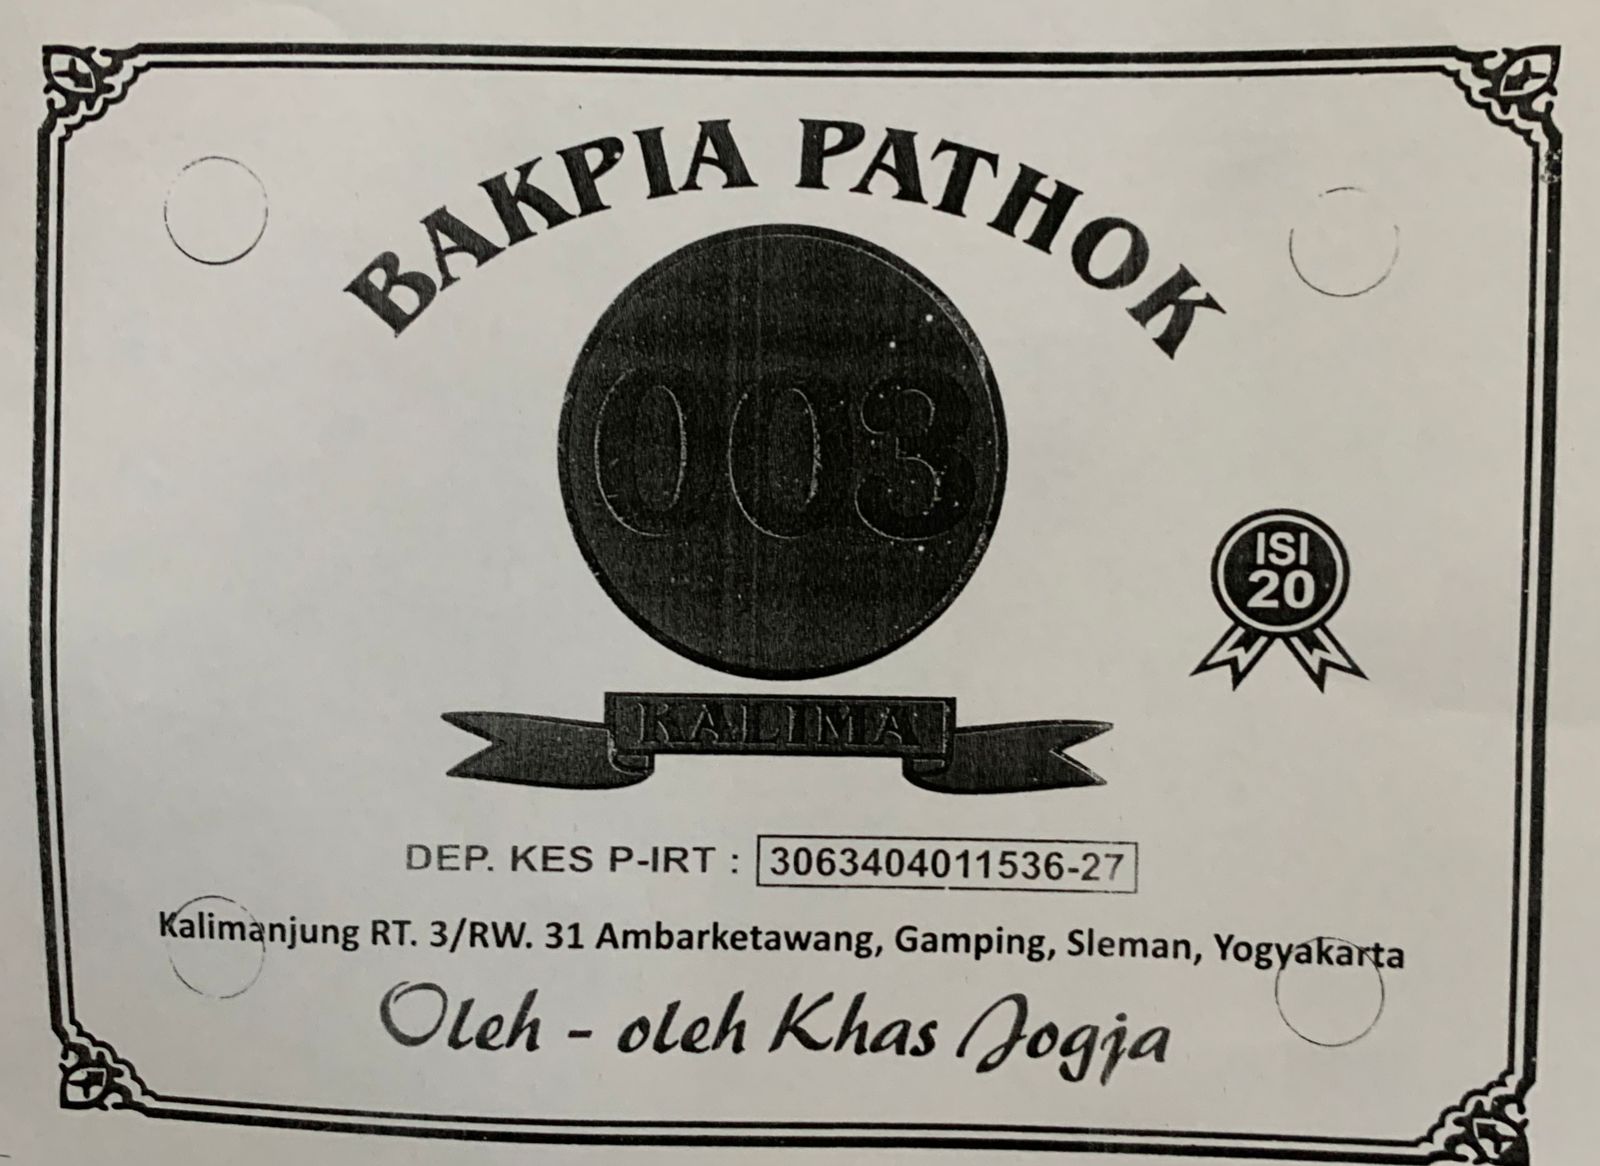 BAKPIA PATHOK
003
KALIMA
ISI
20
DEP. KES P-IRT : 3063404011536-27
Kalimanjung RT. 3/RW. 31 Ambarketawang, Gamping, Sleman, Yogyakarta
Oleh - oleh Khas Jogja